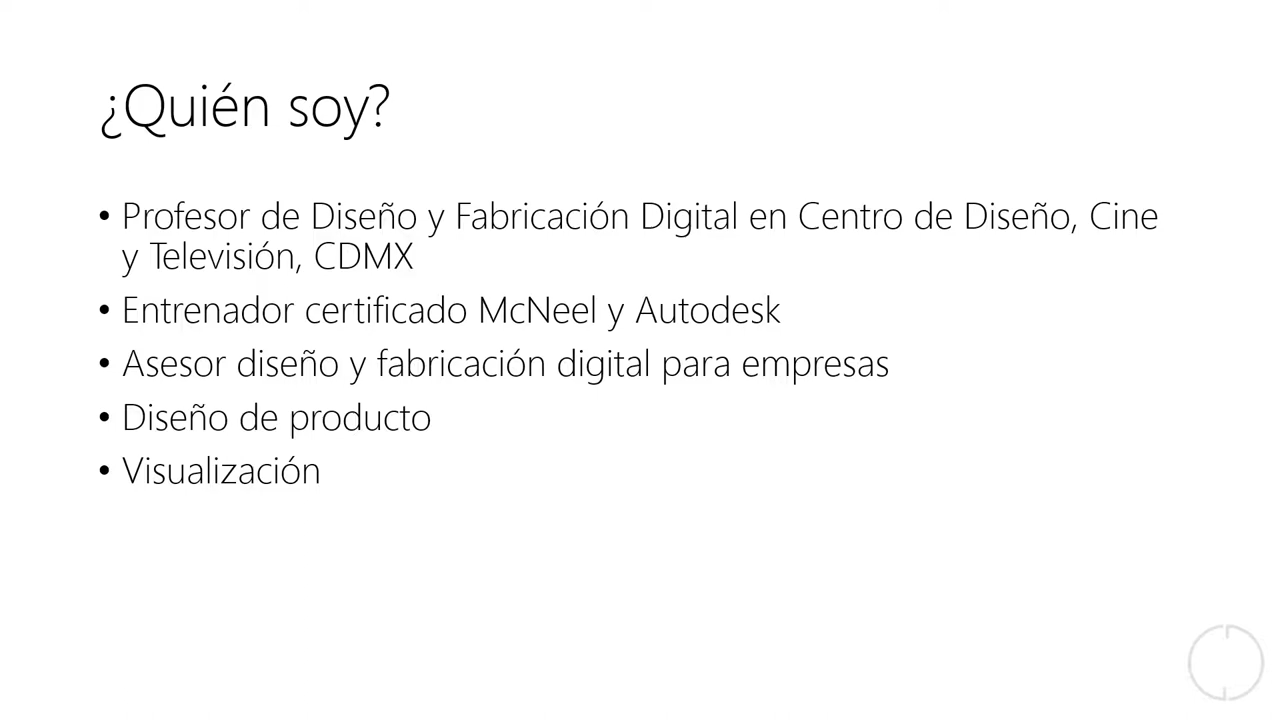 ¿Quién soy?
• Profesor de Diseño y Fabricación Digital en Centro de Diseño, Cine
y Televisión, CDMX
• Entrenador certificado McNeel y Autodesk
• Asesor diseño y fabricación digital para empresas
• Diseño de producto
• Visualización